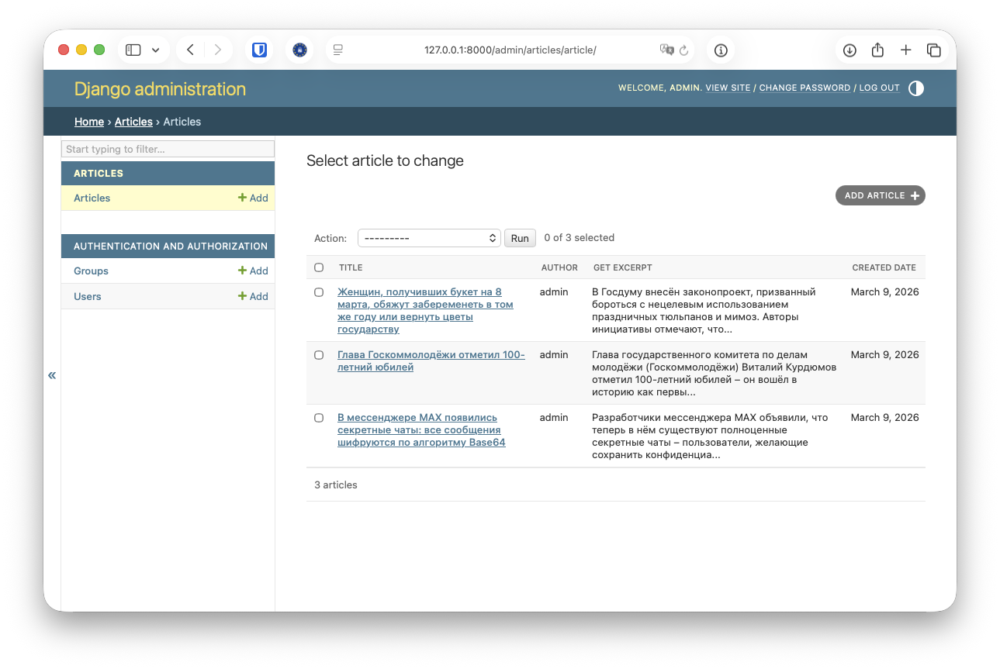 127.0.0.1:8000/admin/articles/article/
Django administration
WELCOME, ADMIN. VIEW SITE / CHANGE PASSWORD / LOG OUT
Home › Articles › Articles
Start typing to filter...
ARTICLES
Articles
+ Add
AUTHENTICATION AND AUTHORIZATION
Groups
+ Add
Users
+ Add
«
Select article to change
ADD ARTICLE +
Action:
---------
Run
0 of 3 selected
TITLE
AUTHOR
GET EXCERPT
CREATED DATE
Женщин, получивших букет на 8
марта, обяжут забеременеть в том
же году или вернуть цветы
государству
admin
В Госдуму внесён законопроект, призванный
бороться с нецелевым использованием
праздничных тюльпанов и мимоз. Авторы
инициативы отмечают, что...
March 9, 2026
Глава Госкоммолодёжи отметил 100-
летний юбилей
admin
Глава государственного комитета по делам
молодёжи (Госкоммолодёжи) Виталий Курдюмов
отметил 100-летний юбилей – он вошёл в
историю как первы...
March 9, 2026
В мессенджере MAX появились
секретные чаты: все сообщения
шифруются по алгоритму Base64
admin
Разработчики мессенджера MAX объявили, что
теперь в нём существуют полноценные
секретные чаты – пользователи, желающие
сохранить конфиденциа...
March 9, 2026
3 articles